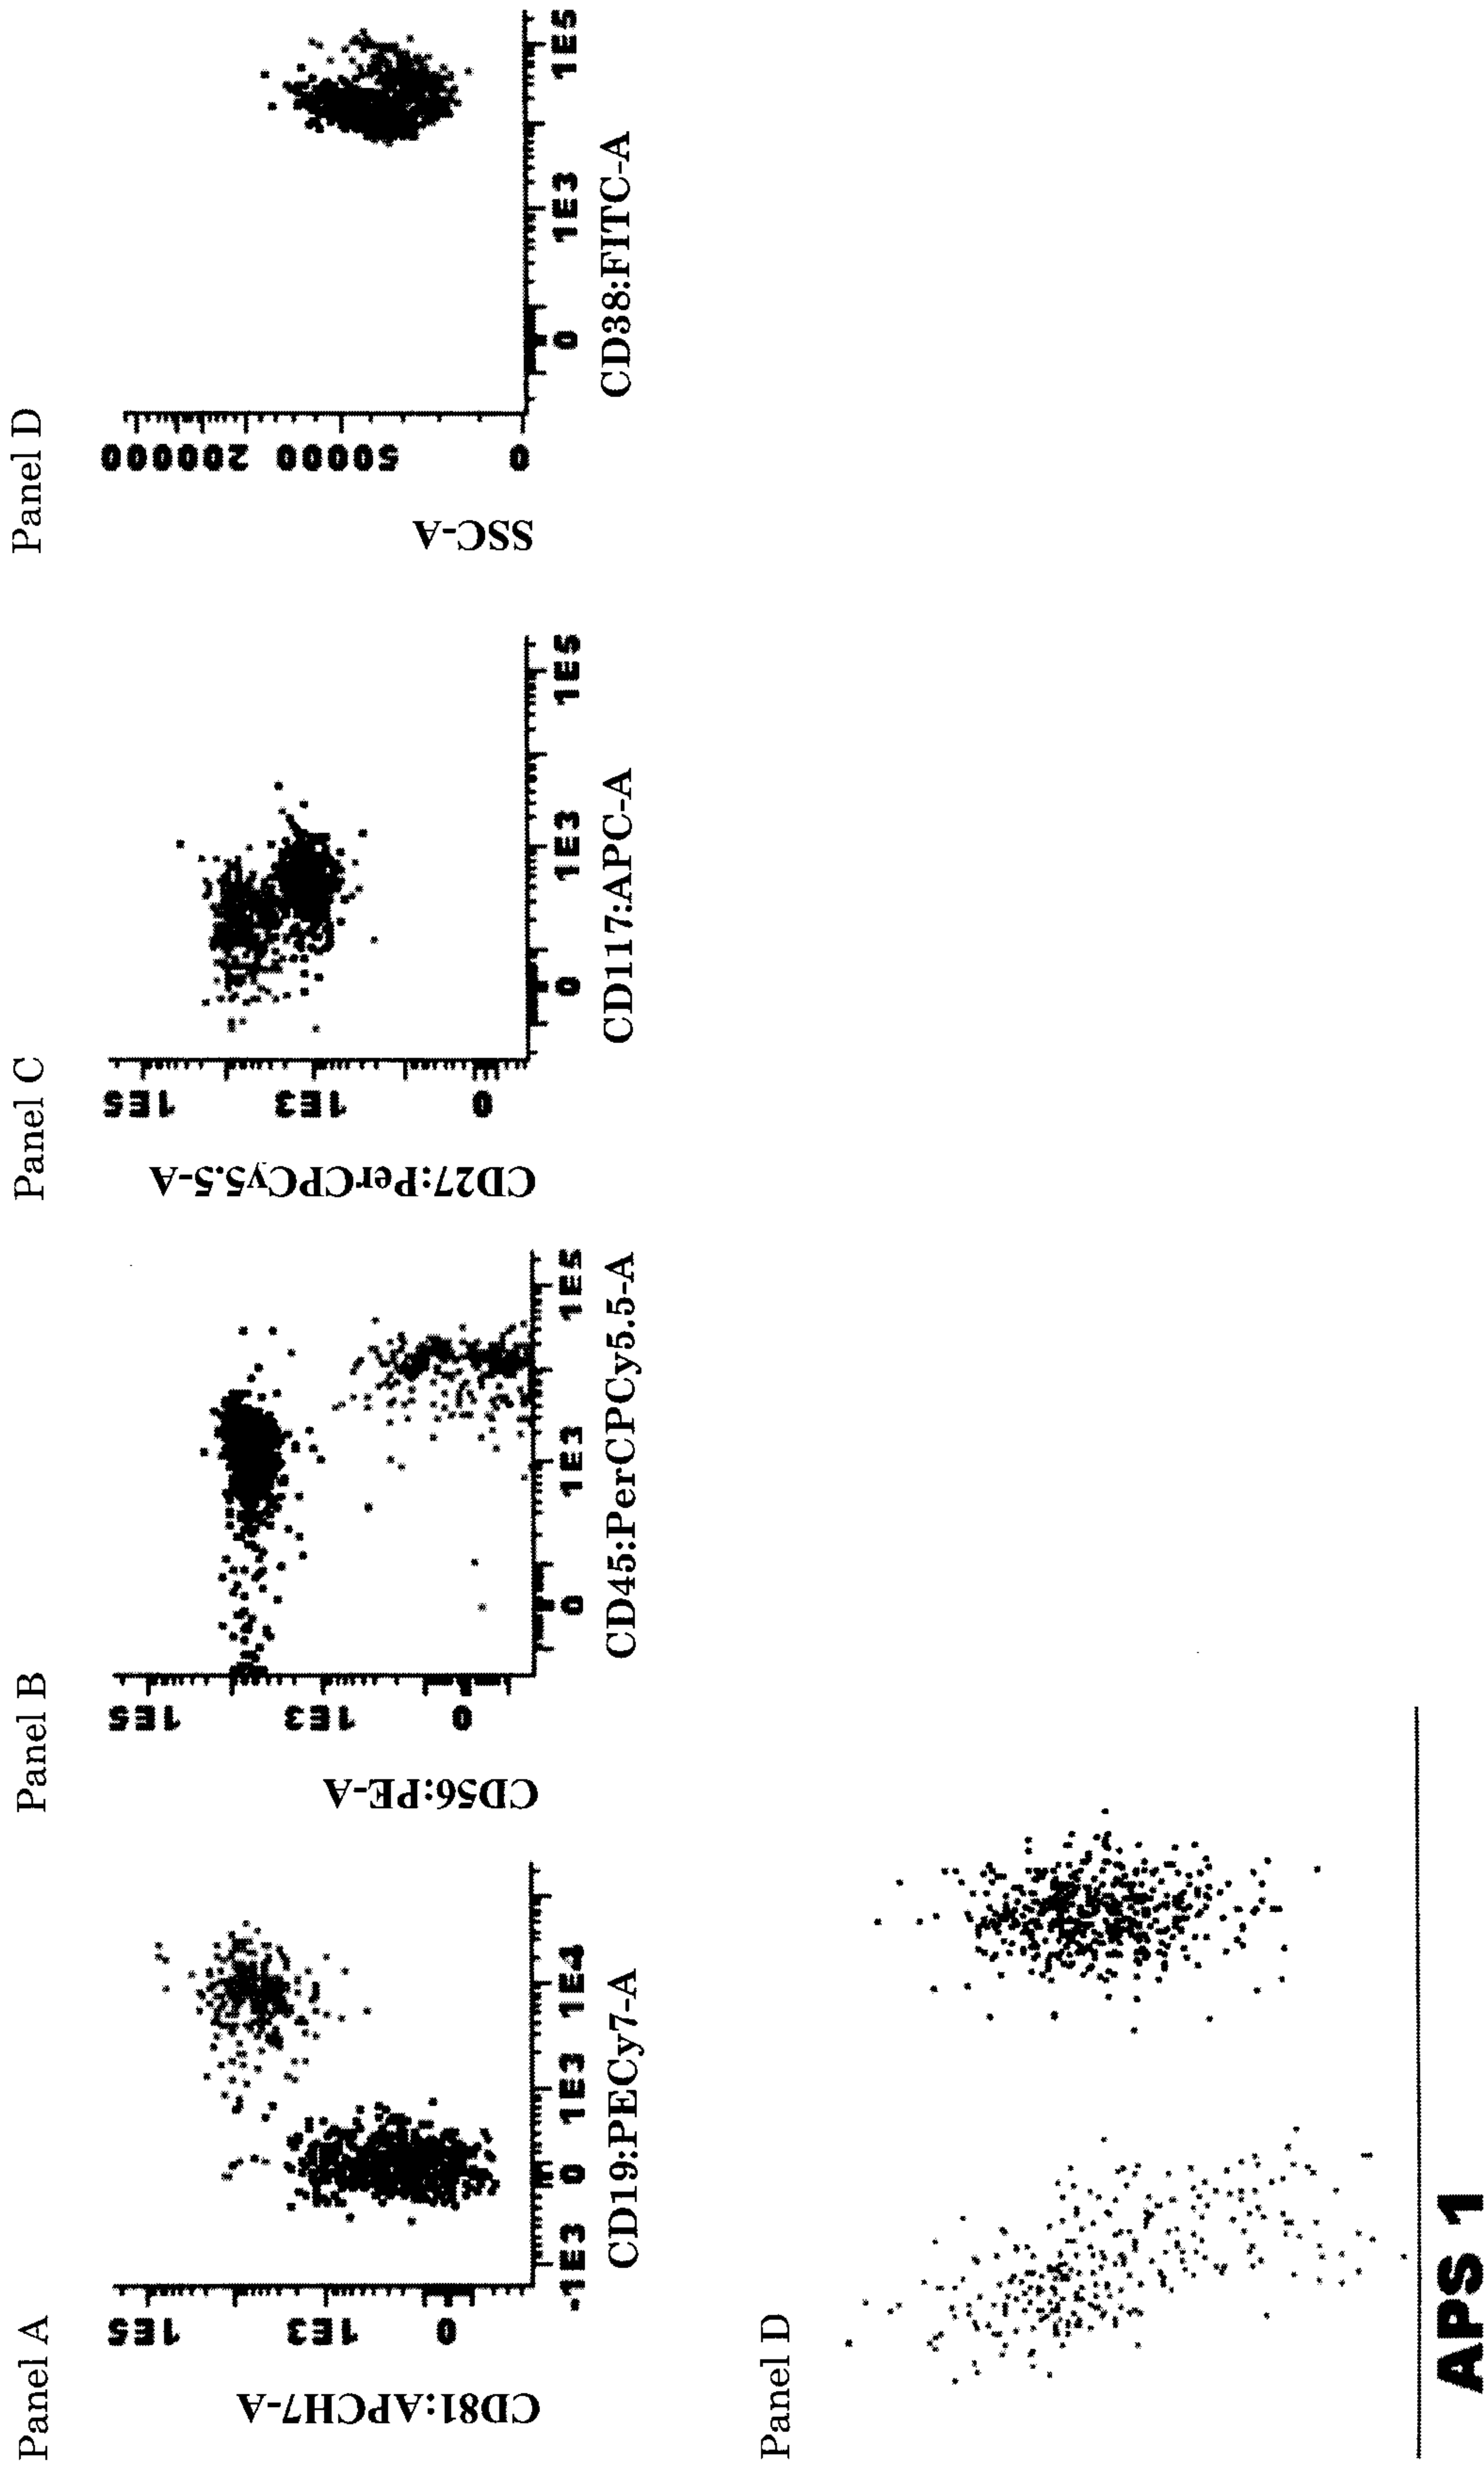 Panel A
1E5
1E3
0
CD81:APCH7-A
-1E3 0 1E3 1E4
CD19:PECy7-A
Panel B
1E5
1E3
0
CD56:PE-A
0 1E3 1E5
CD45:PerCPCy5.5-A
Panel C
1E5
1E3
0
CD27:PerCPCy5.5-A
0 1E3 1E5
CD117:APC-A
Panel D
200000
50000
0
SSC-A
0 1E3 1E5
CD38:FITC-A
Panel D
APS 1